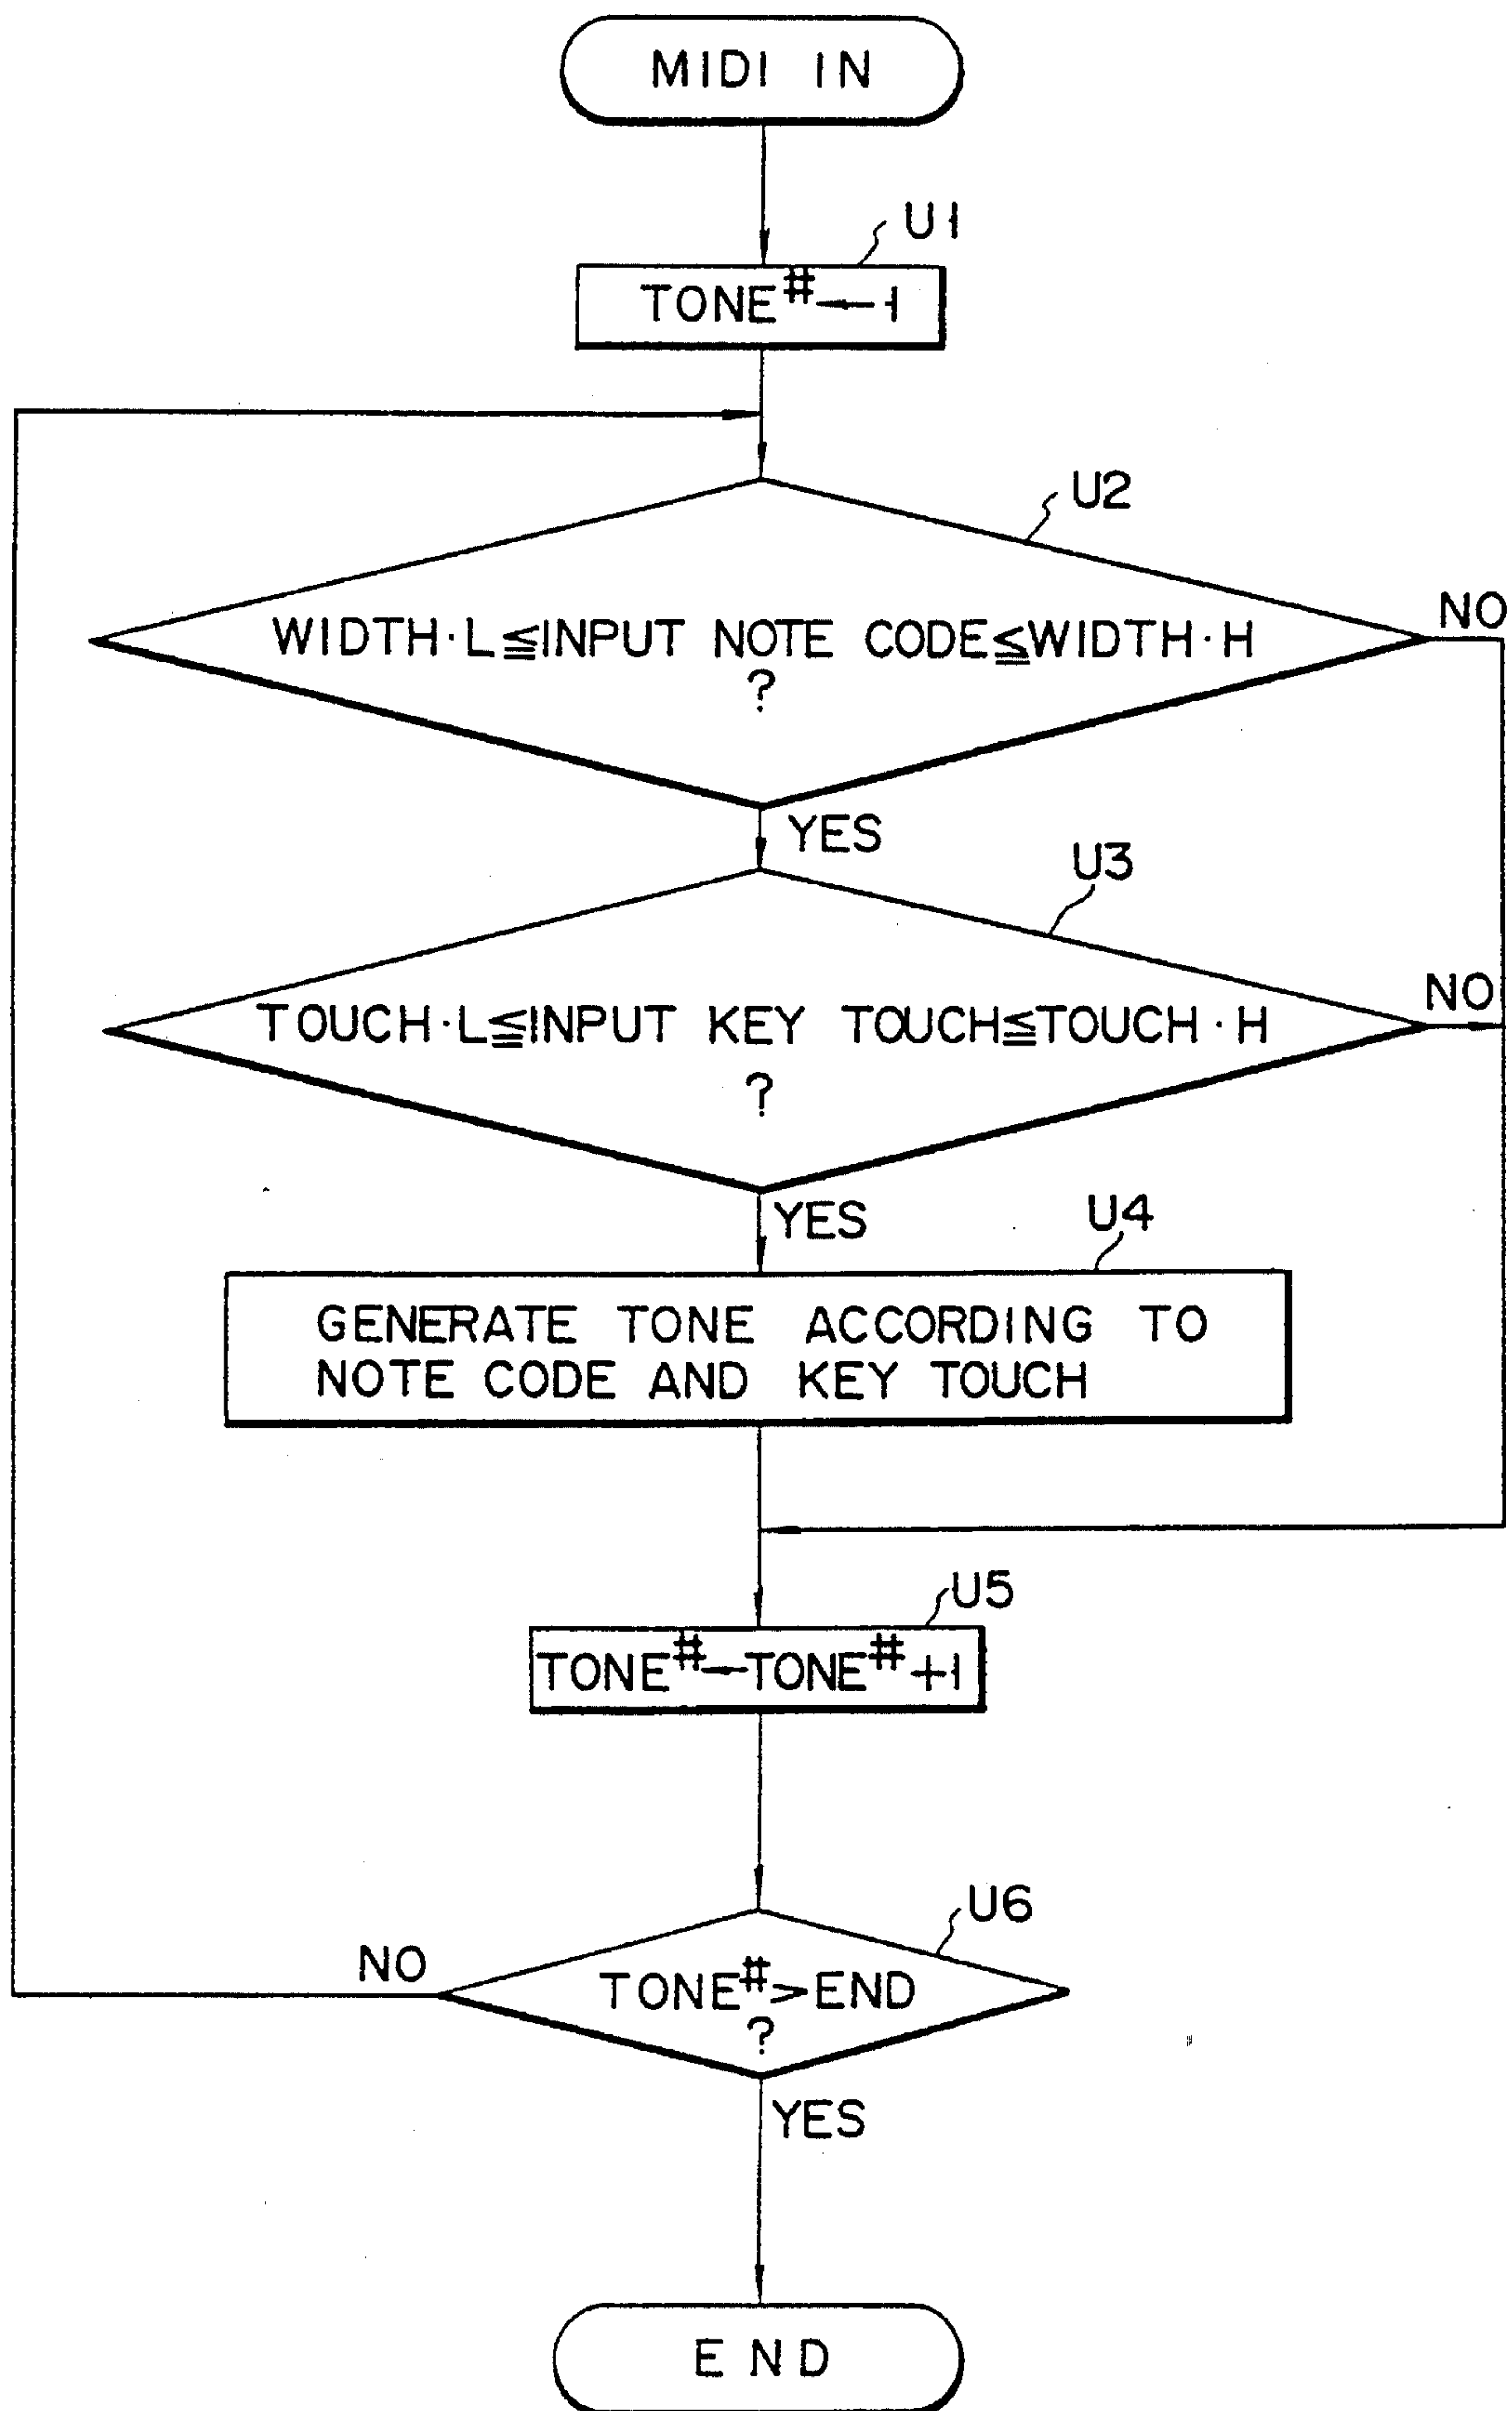 MIDI IN
U1
TONE# ← 1
U2
WIDTH·L≦INPUT NOTE CODE≦WIDTH·H
?
NO
YES
U3
TOUCH·L≦INPUT KEY TOUCH≦TOUCH·H
?
NO
YES
U4
GENERATE TONE ACCORDING TO
NOTE CODE AND KEY TOUCH
U5
TONE#—TONE#+1
U6
NO
TONE#>END
?
YES
END